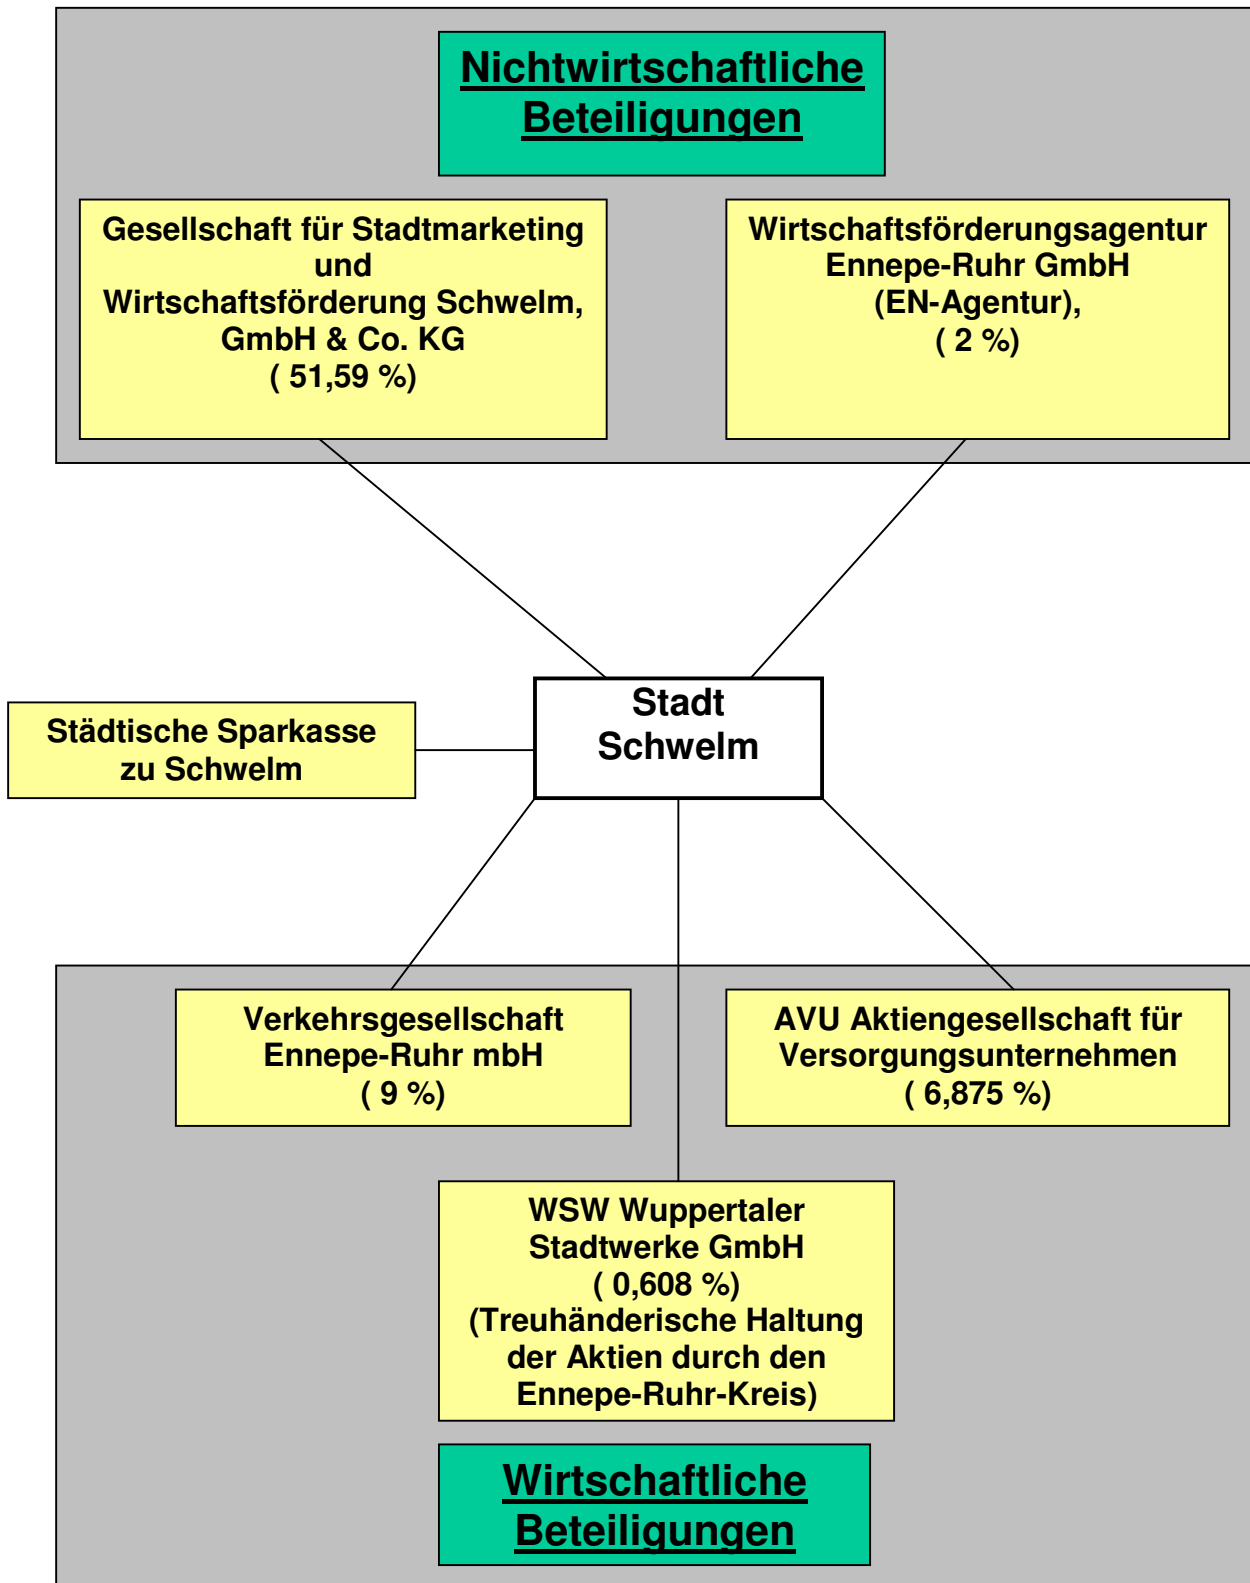 Nichtwirtschaftliche
Beteiligungen
Gesellschaft für Stadtmarketing
und
Wirtschaftsförderung Schwelm,
GmbH & Co. KG
( 51,59 %)
Wirtschaftsförderungsagentur
Ennepe-Ruhr GmbH
(EN-Agentur),
( 2 %)
Stadt
Schwelm
Städtische Sparkasse
zu Schwelm
Verkehrsgesellschaft
Ennepe-Ruhr mbH
( 9 %)
AVU Aktiengesellschaft für
Versorgungsunternehmen
( 6,875 %)
WSW Wuppertaler
Stadtwerke GmbH
( 0,608 %)
(Treuhänderische Haltung
der Aktien durch den
Ennepe-Ruhr-Kreis)
Wirtschaftliche
Beteiligungen